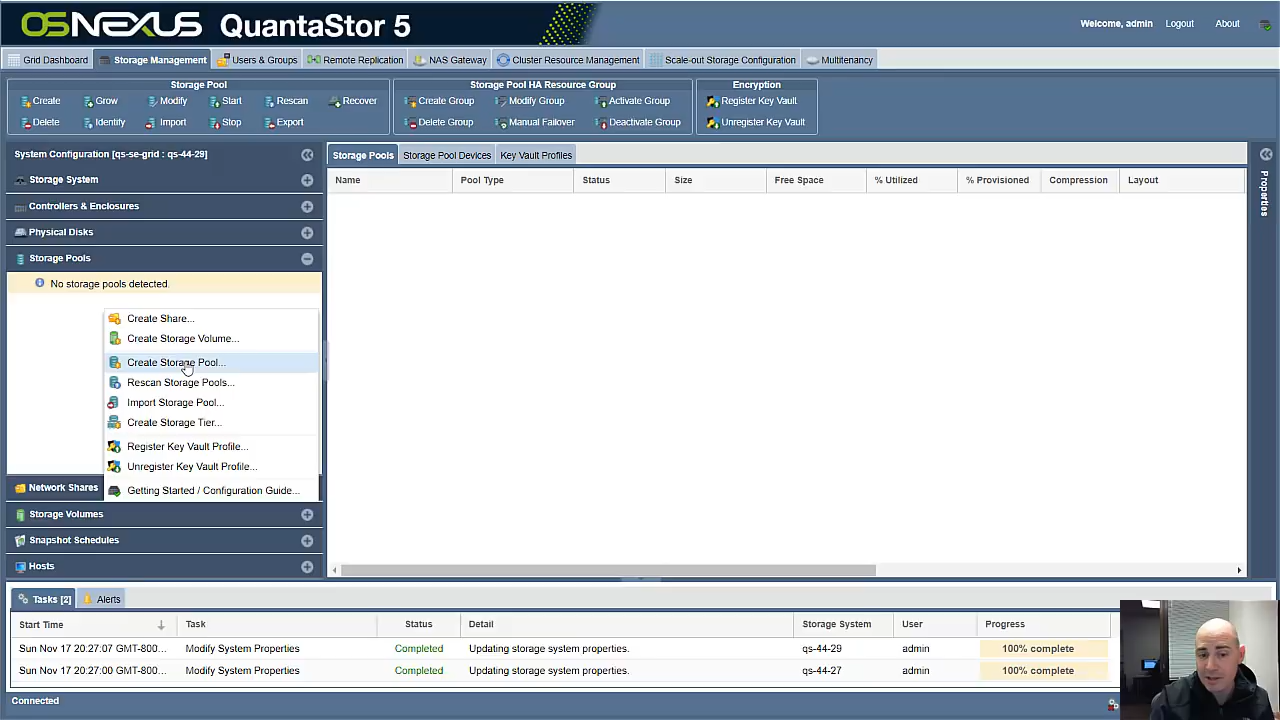 OSNEXUS QuantaStor 5
Welcome, admin Logout About
Grid Dashboard Storage Management Users & Groups Remote Replication NAS Gateway Cluster Resource Management Scale-out Storage Configuration Multitenancy
Storage Pool Storage Pool HA Resource Group Encryption
Create Grow Modify Start Rescan Recover Create Group Modify Group Activate Group Register Key Vault
Delete Identify Import Stop Export Delete Group Manual Failover Deactivate Group Unregister Key Vault
System Configuration [qs-se-grid : qs-44-29]
Storage Pools Storage Pool Devices Key Vault Profiles
Name Pool Type Status Size Free Space % Utilized % Provisioned Compression Layout
Properties
Storage System
Controllers & Enclosures
Physical Disks
Storage Pools
No storage pools detected.
Create Share...
Create Storage Volume...
Create Storage Pool...
Rescan Storage Pools...
Import Storage Pool...
Create Storage Tier...
Register Key Vault Profile...
Unregister Key Vault Profile...
Getting Started / Configuration Guide...
Network Shares
Storage Volumes
Snapshot Schedules
Hosts
Tasks [2] Alerts
Start Time Task Status Detail Storage System User Progress
Sun Nov 17 20:27:07 GMT-800... Modify System Properties Completed Updating storage system properties. qs-44-29 admin 100% complete
Sun Nov 17 20:27:00 GMT-800... Modify System Properties Completed Updating storage system properties. qs-44-27 admin 100% complete
Connected